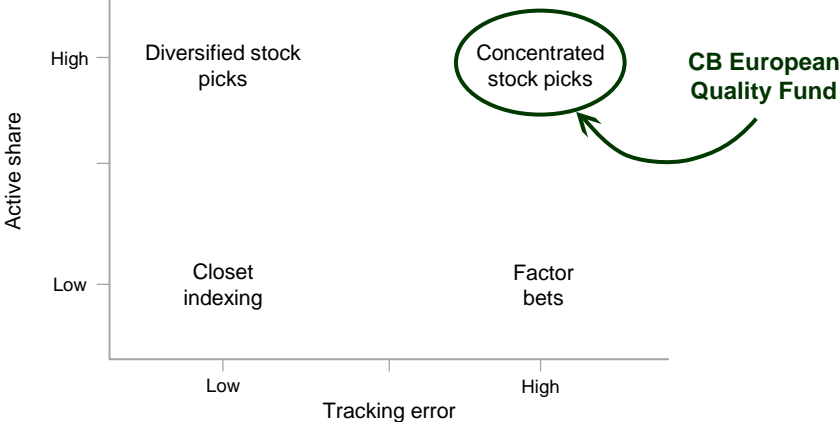 High
Diversified stock
picks
Concentrated
stock picks
CB European
Quality Fund
Active share
Low
Closet
indexing
Factor
bets
Low
High
Tracking error